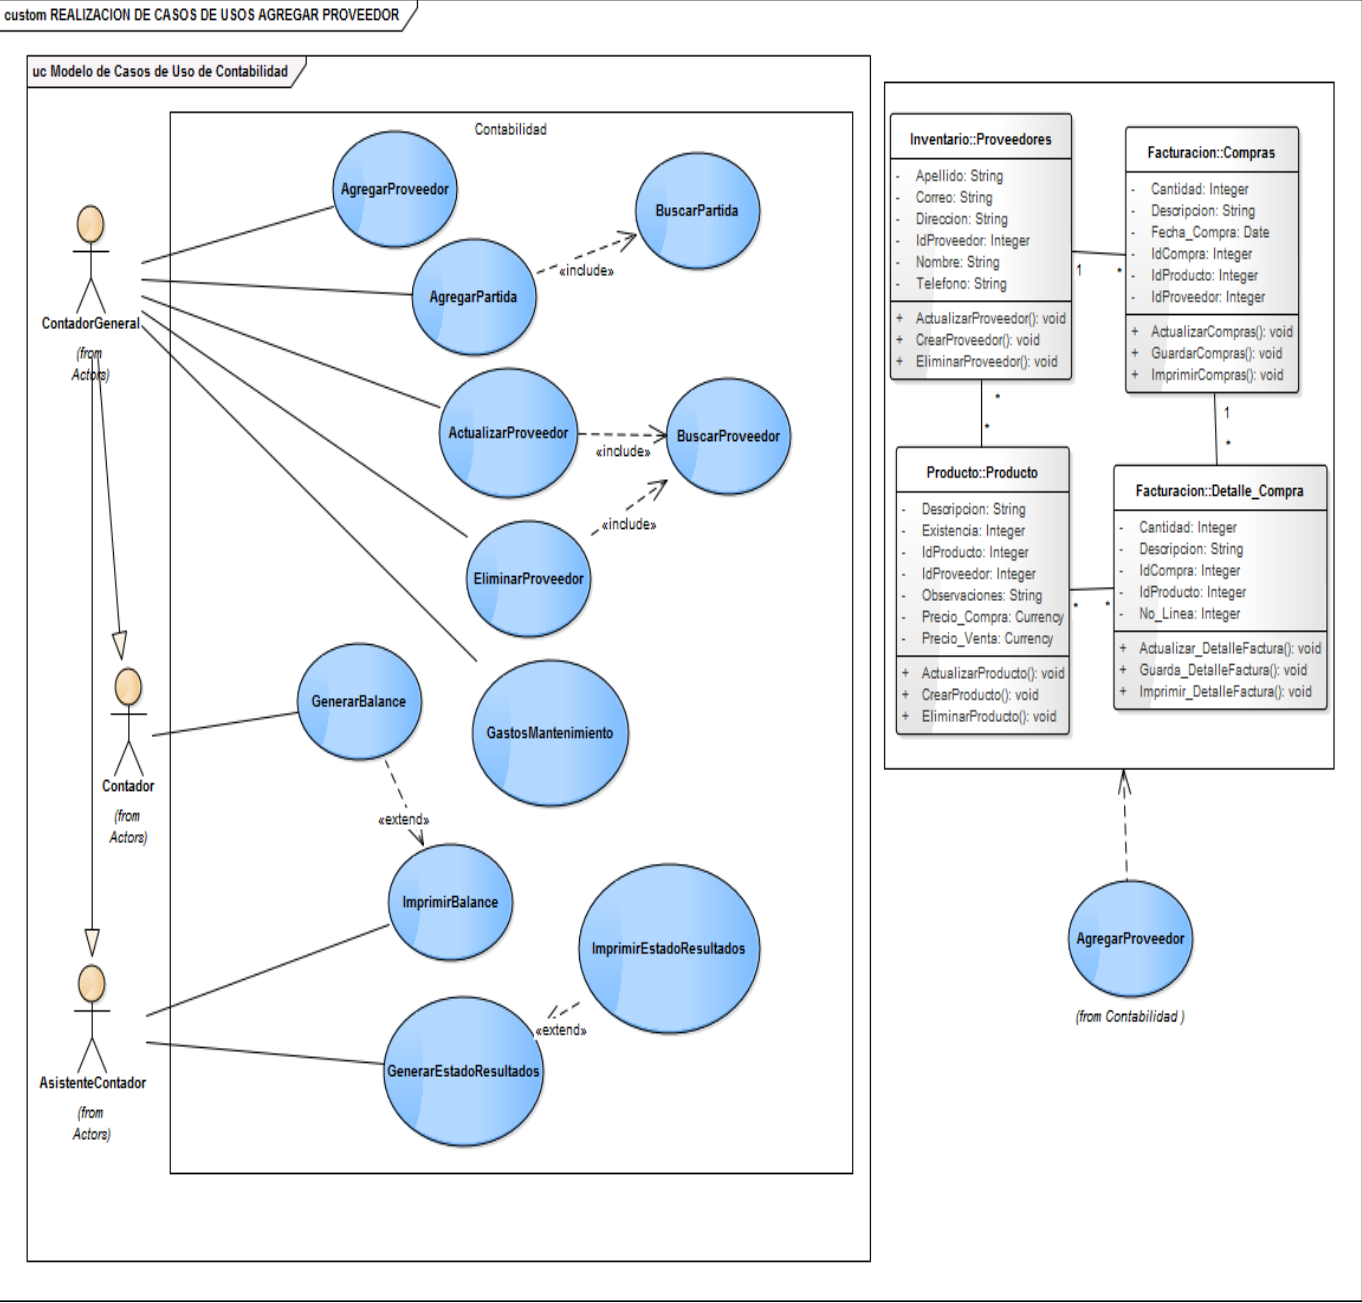 custom REALIZACION DE CASOS DE USOS AGREGAR PROVEEDOR
uc Modelo de Casos de Uso de Contabilidad
Contabilidad
AgregarProveedor
BuscarPartida
«include»
AgregarPartida
ContadorGeneral
(from
Actors)
ActualizarProveedor
BuscarProveedor
«include»
«include»
EliminarProveedor
GenerarBalance
GastosMantenimiento
Contador
(from
Actors)
«extend»
ImprimirBalance
ImprimirEstadoResultados
«extend»
GenerarEstadoResultados
AsistenteContador
(from
Actors)
Inventario::Proveedores
- Apellido: String
- Correo: String
- Direccion: String
- IdProveedor: Integer
- Nombre: String
- Telefono: String
+ ActualizarProveedor(): void
+ CrearProveedor(): void
+ EliminarProveedor(): void
Facturacion::Compras
- Cantidad: Integer
- Descripcion: String
- Fecha_Compra: Date
- IdCompra: Integer
- IdProducto: Integer
- IdProveedor: Integer
+ ActualizarCompras(): void
+ GuardarCompras(): void
+ ImprimirCompras(): void
1
*
*
*
1
*
Producto::Producto
- Descripcion: String
- Existencia: Integer
- IdProducto: Integer
- IdProveedor: Integer
- Observaciones: String
- Precio_Compra: Currency
- Precio_Venta: Currency
+ ActualizarProducto(): void
+ CrearProducto(): void
+ EliminarProducto(): void
*
*
Facturacion::Detalle_Compra
- Cantidad: Integer
- Descripcion: String
- IdCompra: Integer
- IdProducto: Integer
- No_Linea: Integer
+ Actualizar_DetalleFactura(): void
+ Guarda_DetalleFactura(): void
+ Imprimir_DetalleFactura(): void
AgregarProveedor
(from Contabilidad )